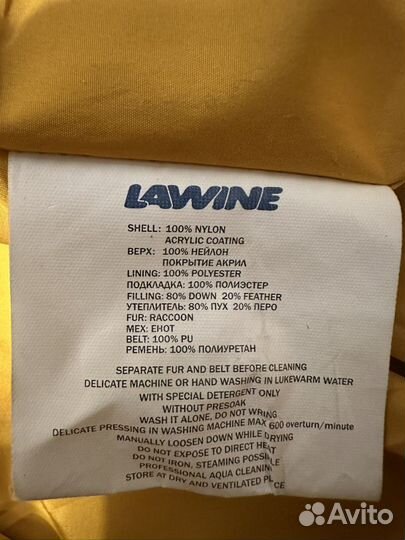 LAWINE
SHELL: 100% NYLON
ACRYLIC COATING
ВЕРХ: 100% НЕЙЛОН
ПОКРЫТИЕ АКРИЛ
LINING: 100% POLYESTER
ПОДКЛАДКА: 100% ПОЛИЭСТЕР
FILLING: 80% DOWN 20% FEATHER
УТЕПЛИТЕЛЬ: 80% ПУХ 20% ПЕРО
FUR: RACCOON
МЕХ: ЕНОТ
BELT: 100% PU
РЕМЕНЬ: 100% ПОЛИУРЕТАН
SEPARATE FUR AND BELT BEFORE CLEANING
DELICATE MACHINE OR HAND WASHING IN LUKEWARM WATER
WITH SPECIAL DETERGENT ONLY
WITHOUT PRESOAK
WASH IT ALONE, DO NOT WRING
DELICATE PRESSING IN WASHING MACHINE MAX 600 overturn/minute
MANUALLY LOOSEN DOWN WHILE DRYING
DO NOT EXPOSE TO DIRECT HEAT
DO NOT IRON, STEAMING POSSIBLE
PROFESSIONAL AQUA CLEANING
STORE AT DRY AND VENTILATED PLACE
Avito